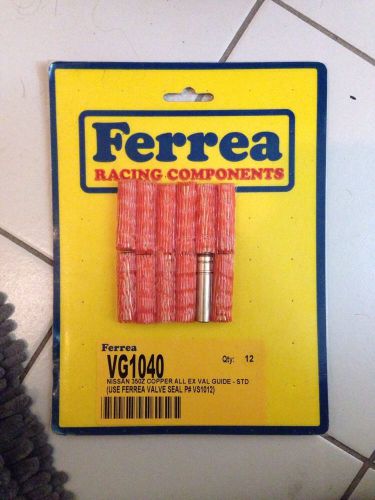 Ferrea
RACING COMPONENTS
Ferrea
VG1040
Qty: 12
NISSAN 350Z COPPER ALL EX VAL GUIDE - STD
(USE FERREA VALVE SEAL P# VS1012)